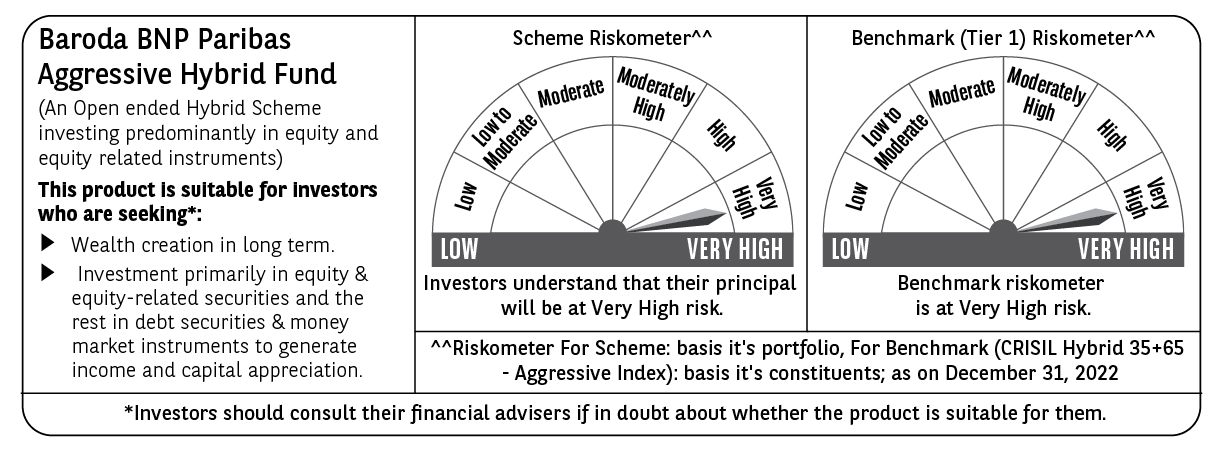 Baroda BNP Paribas
Aggressive Hybrid Fund
(An Open ended Hybrid Scheme
investing predominantly in equity and
equity related instruments)
This product is suitable for investors
who are seeking*:
▶ Wealth creation in long term.
▶ Investment primarily in equity &
equity-related securities and the
rest in debt securities & money
market instruments to generate
income and capital appreciation.
Scheme Riskometer^^
Low
Low to
Moderate
Moderate
Moderately
High
High
Very
High
LOW VERY HIGH
Investors understand that their principal
will be at Very High risk.
Benchmark (Tier 1) Riskometer^^
Low
Low to
Moderate
Moderate
Moderately
High
High
Very
High
LOW VERY HIGH
Benchmark riskometer
is at Very High risk.
^^Riskometer For Scheme: basis it's portfolio, For Benchmark (CRISIL Hybrid 35+65
- Aggressive Index): basis it's constituents; as on December 31, 2022
*Investors should consult their financial advisers if in doubt about whether the product is suitable for them.